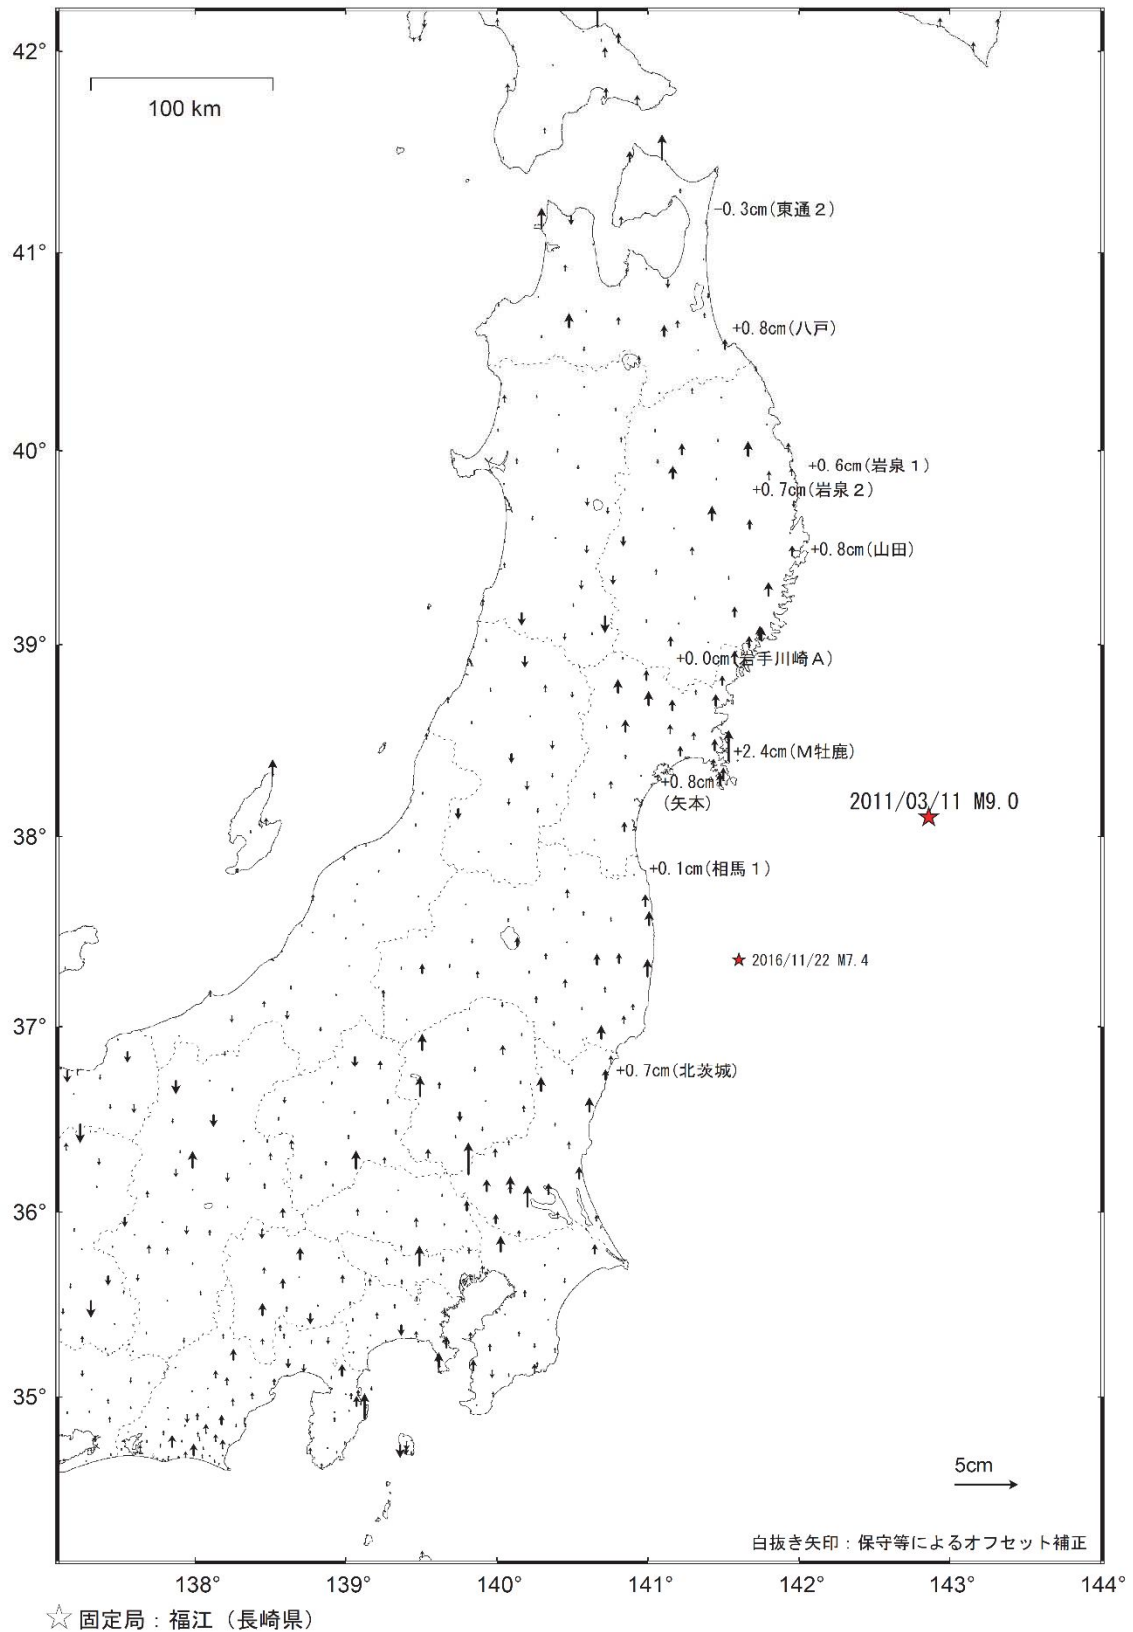 42°
100 km
-0.3cm(東通２)
41°
+0.8cm(八戸)
40°
+0.6cm(岩泉１)
+0.7cm(岩泉２)
+0.8cm(山田)
39°
+0.0cm(岩手川崎Ａ)
+2.4cm(Ｍ牡鹿)
+0.8cm
(矢本)
2011/03/11 M9.0
38°
+0.1cm(相馬１)
2016/11/22 M7.4
37°
+0.7cm(北茨城)
36°
35°
5cm
白抜き矢印：保守等によるオフセット補正
138° 139° 140° 141° 142° 143° 144°
☆ 固定局：福江（長崎県）